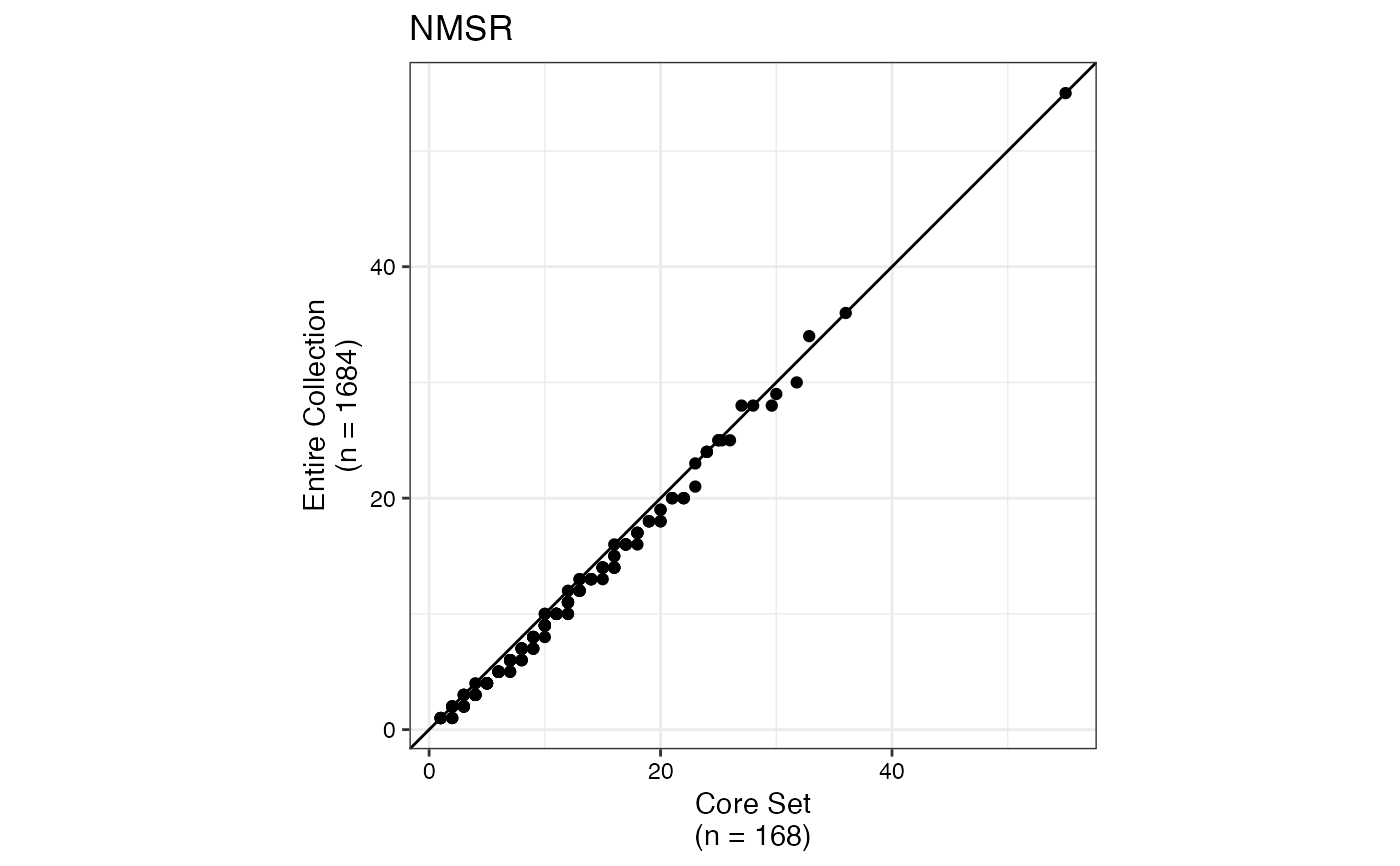 NMSR
Entire Collection
(n = 1684)
40
20
0
0
20
40
Core Set
(n = 168)